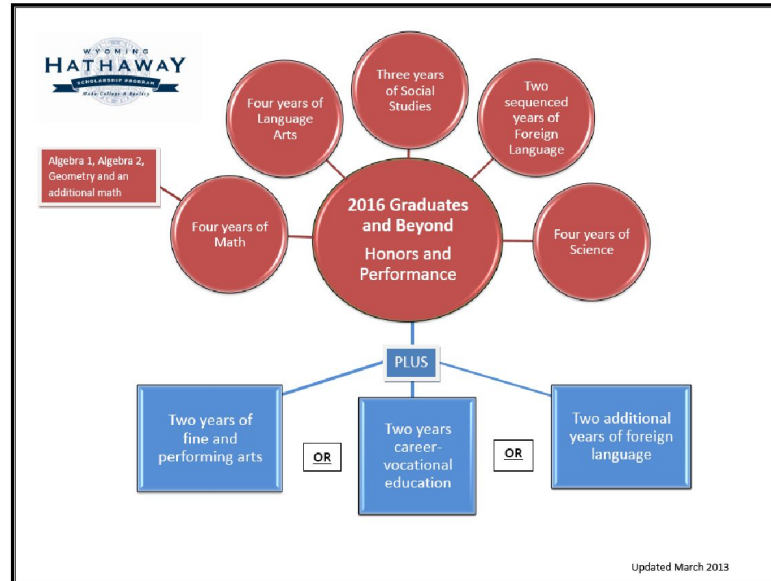 WYOMING
HATHAWAY
SCHOLARSHIP PROGRAM
Three years
of Social
Studies
Four years of
Language
Arts
Two
sequenced
years of
Foreign
Language
Algebra 1, Algebra 2,
Geometry and an
additional math
Four years of
Math
2016 Graduates
and Beyond
Honors and
Performance
Four years of
Science
PLUS
Two years of
fine and
performing arts
OR
Two years
career-
vocational
education
OR
Two additional
years of foreign
language
Updated March 2013